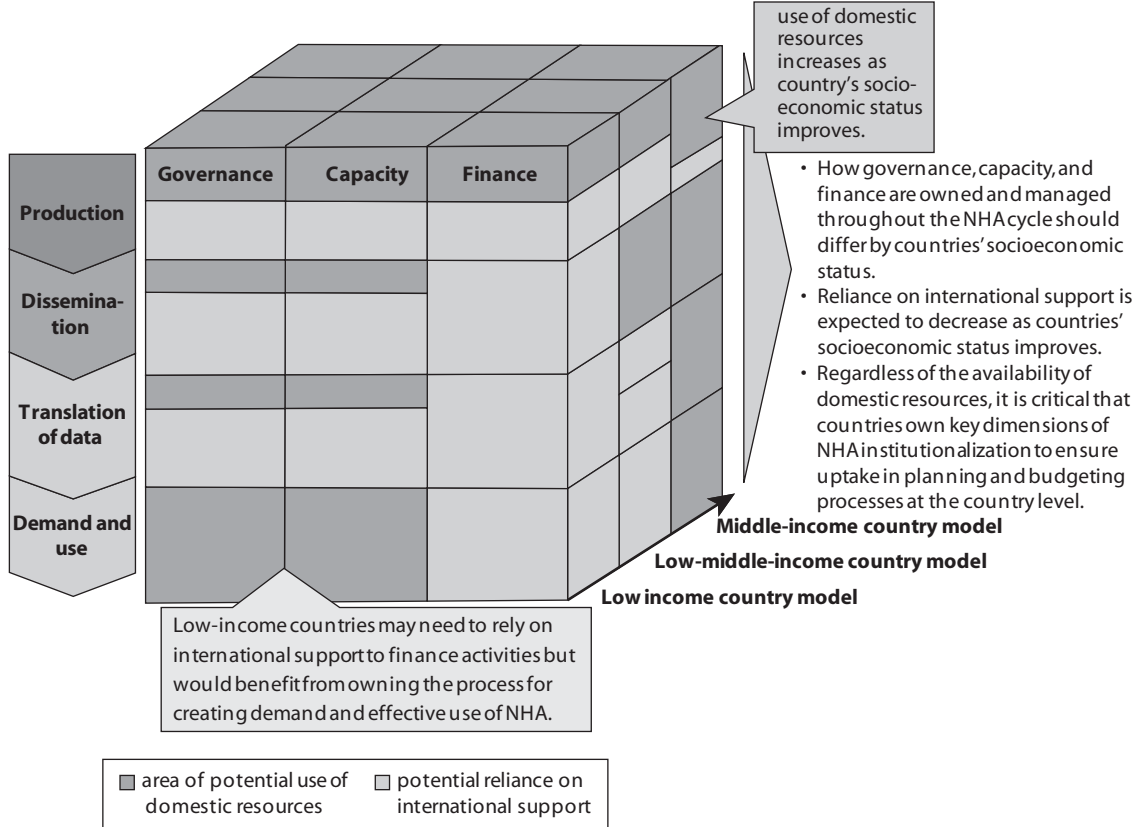 use of domestic
resources
increases as
country's socio-
economic status
improves.
Governance
Capacity
Finance
Production
Dissemina-
tion
Translation
of data
Demand and
use
• How governance, capacity, and
finance are owned and managed
throughout the NHA cycle should
differ by countries' socioeconomic
status.
• Reliance on international support is
expected to decrease as countries'
socioeconomic status improves.
• Regardless of the availability of
domestic resources, it is critical that
countries own key dimensions of
NHA institutionalization to ensure
uptake in planning and budgeting
processes at the country level.
Middle-income country model
Low-middle-income country model
Low income country model
Low-income countries may need to rely on
international support to finance activities but
would benefit from owning the process for
creating demand and effective use of NHA.
area of potential use of
domestic resources
potential reliance on
international support